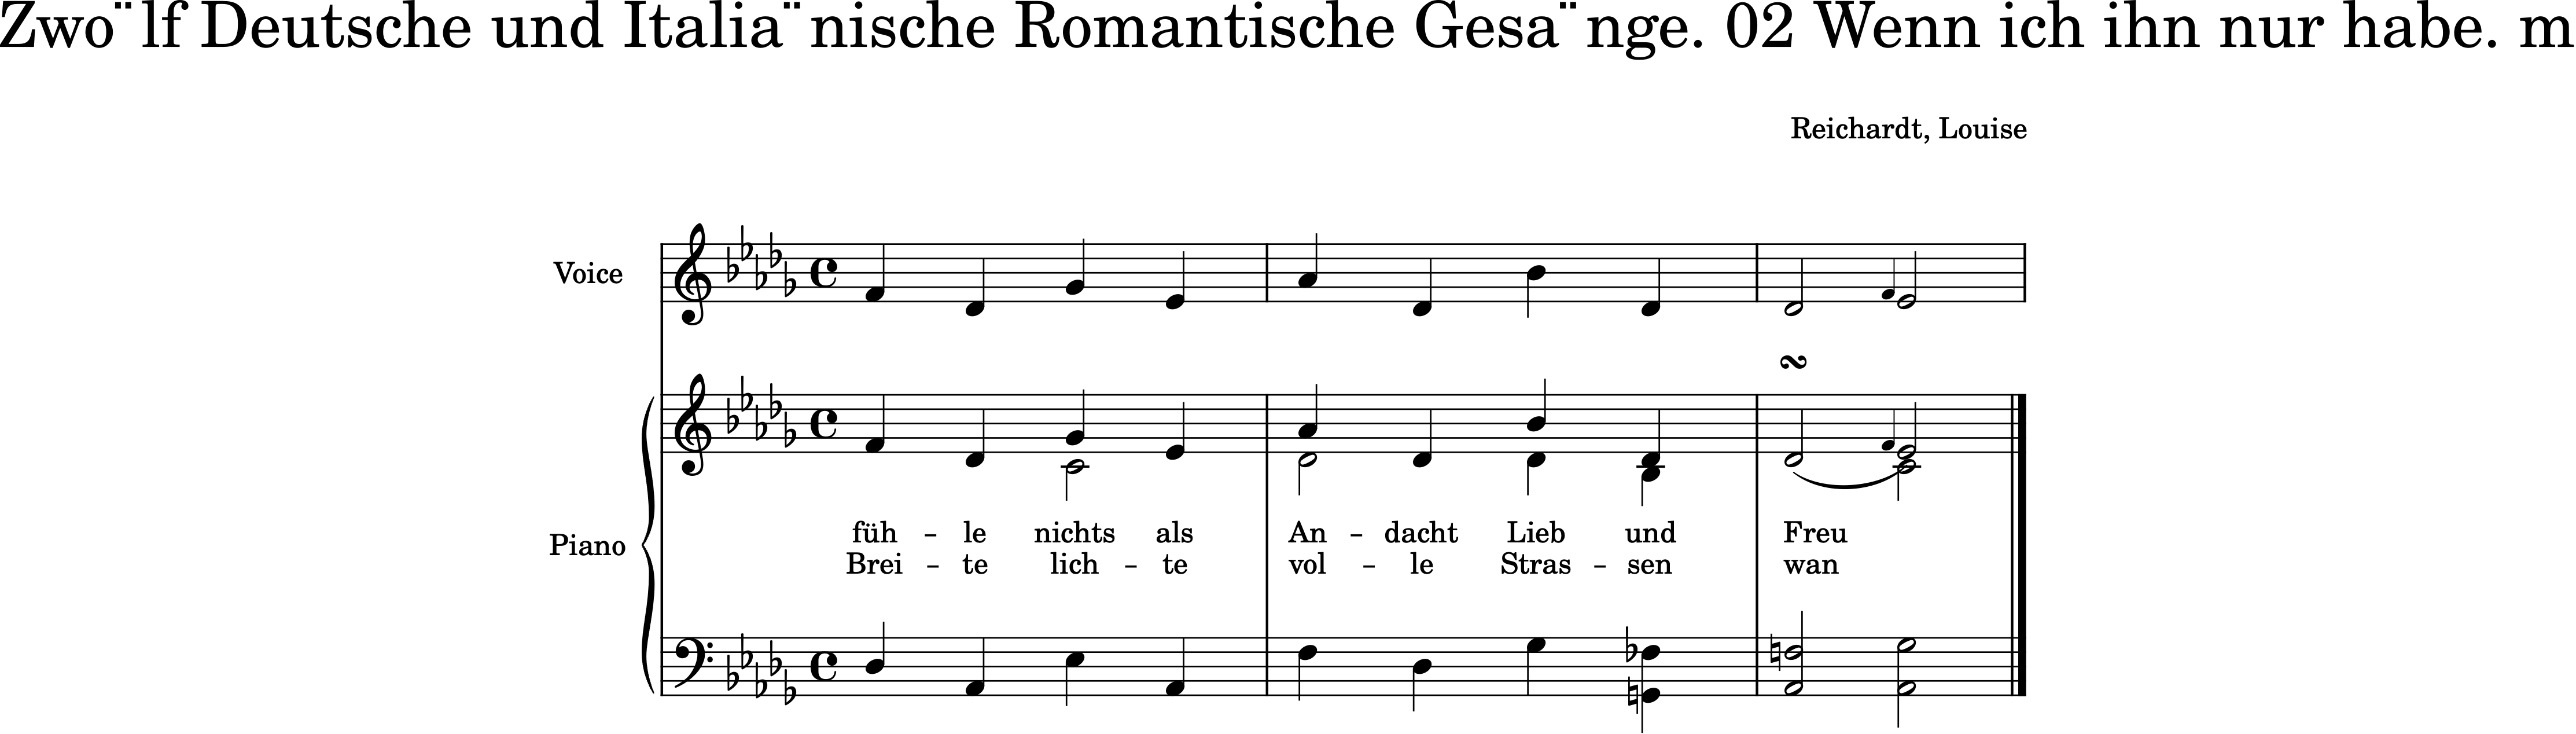 Zwo¨lf Deutsche und Italia¨nische Romantische Gesa¨nge. 02 Wenn ich ihn nur habe. m
Reichardt, Louise
Voice
Piano
füh – le nichts als An – dacht Lieb und Freu
Brei – te lich – te vol – le Stras – sen wan